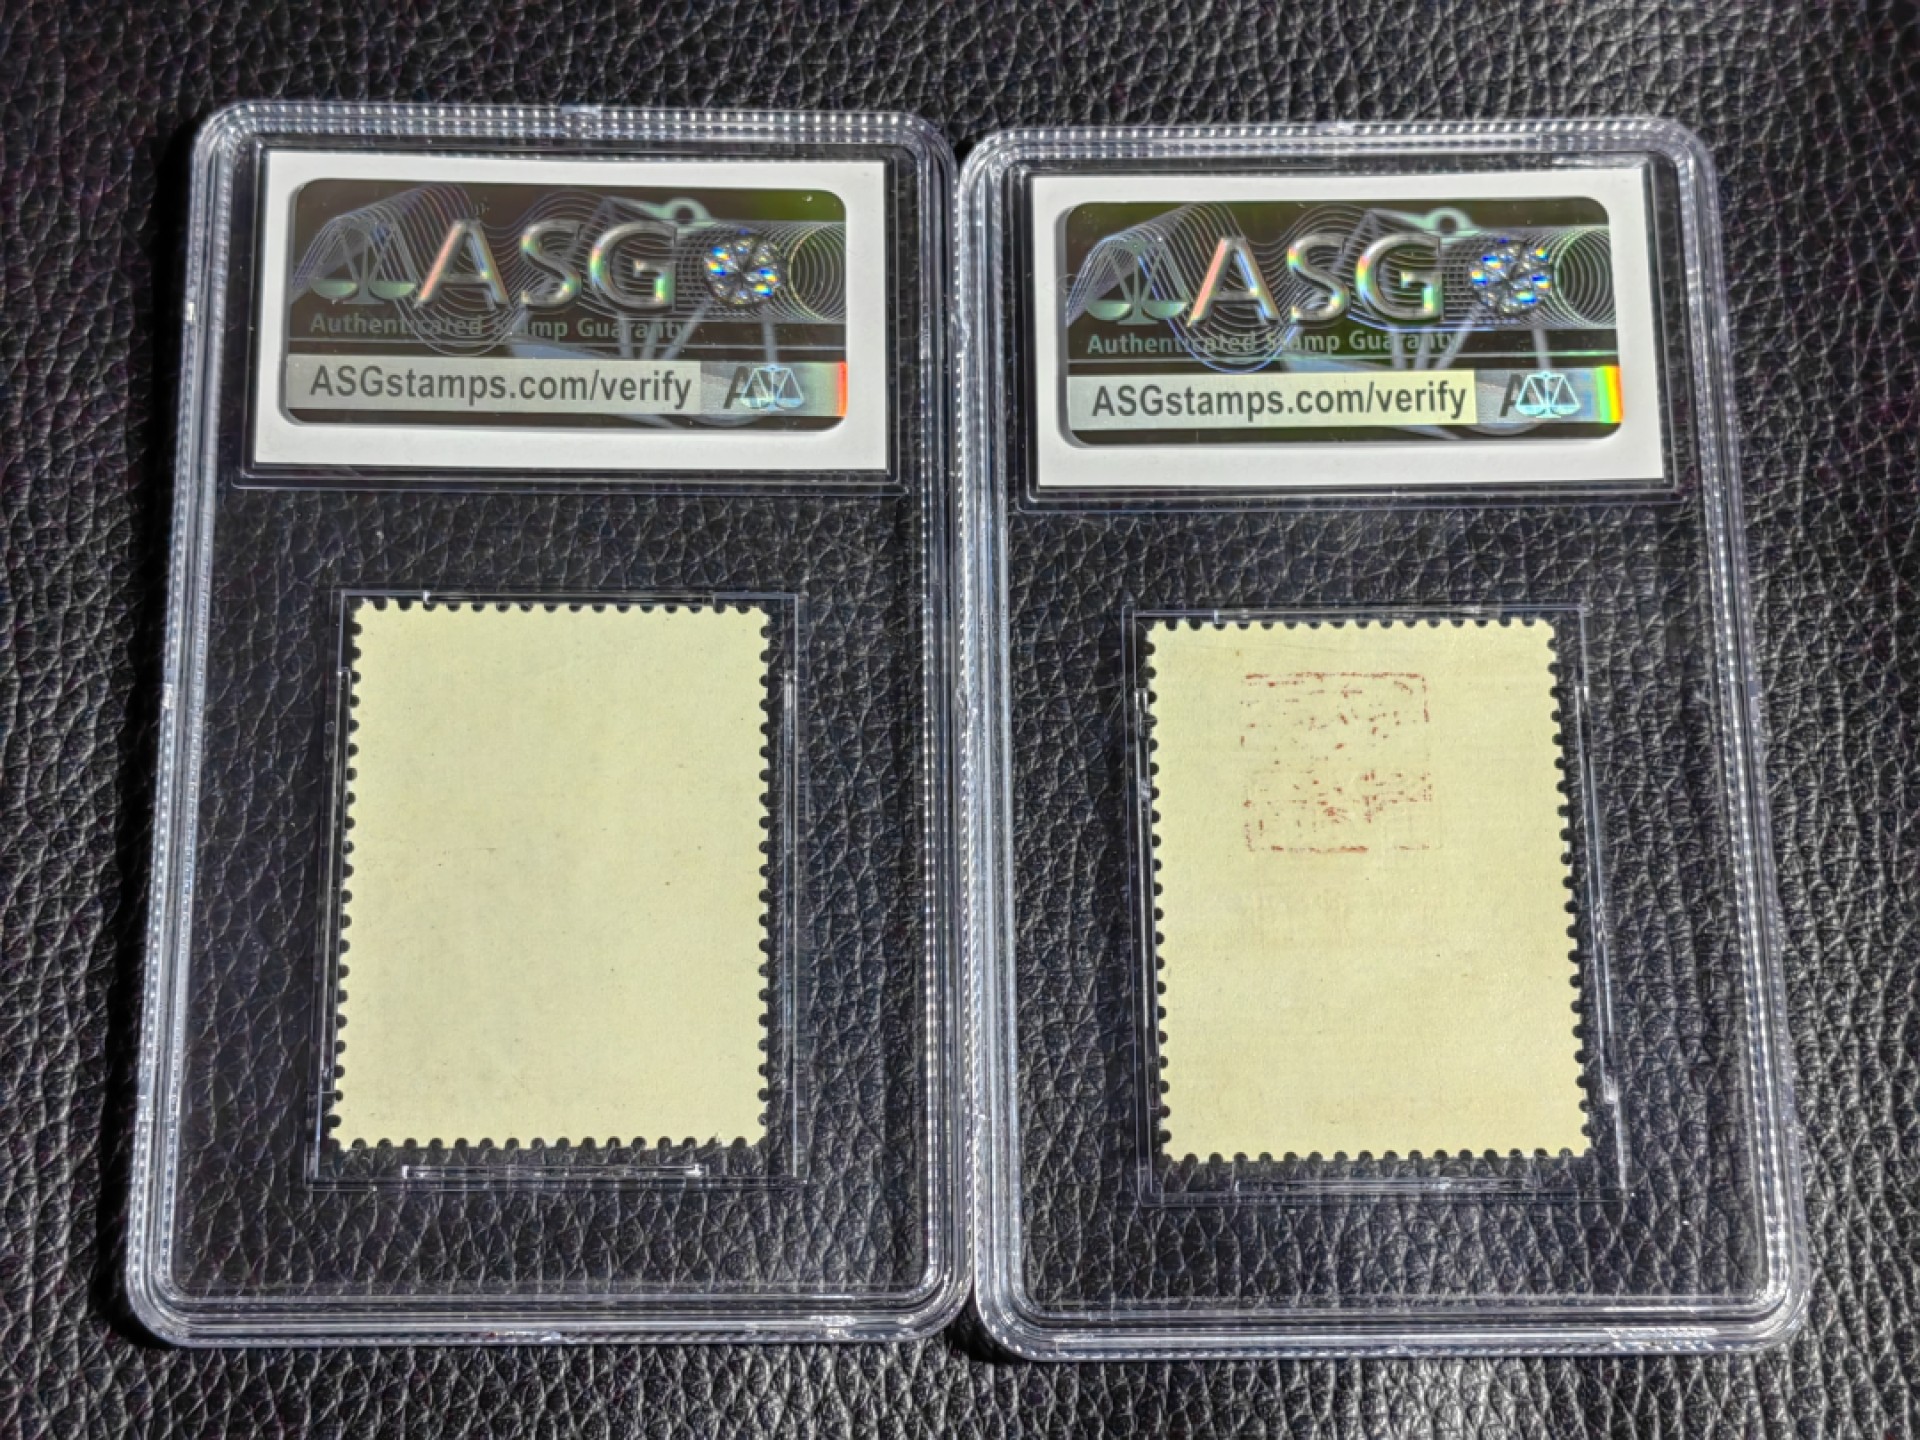 ASG
Authenticated Stamp Guaranty
ASGstamps.com/verify
ASG
Authenticated Stamp Guaranty
ASGstamps.com/verify